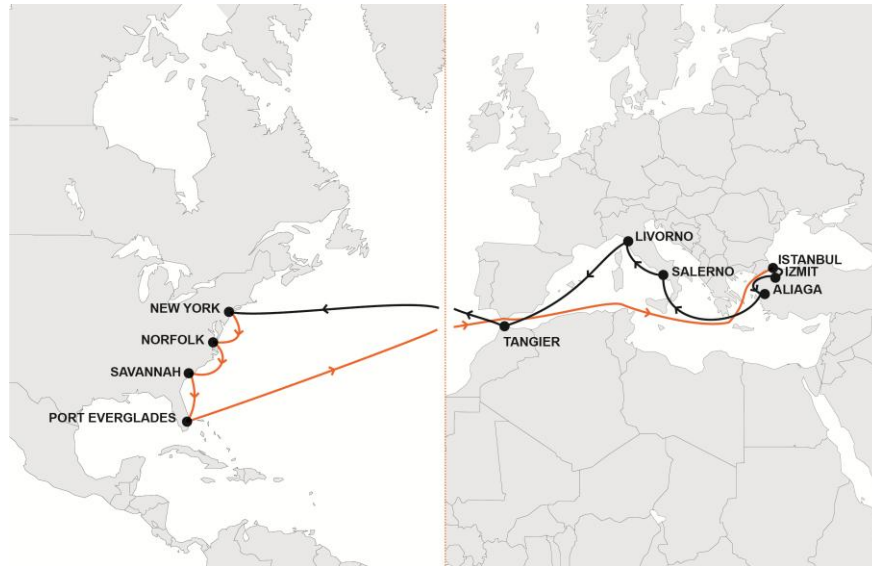 LIVORNO
ISTANBUL
IZMIT
SALERNO
ALIAGA
NEW YORK
TANGIER
NORFOLK
SAVANNAH
PORT EVERGLADES